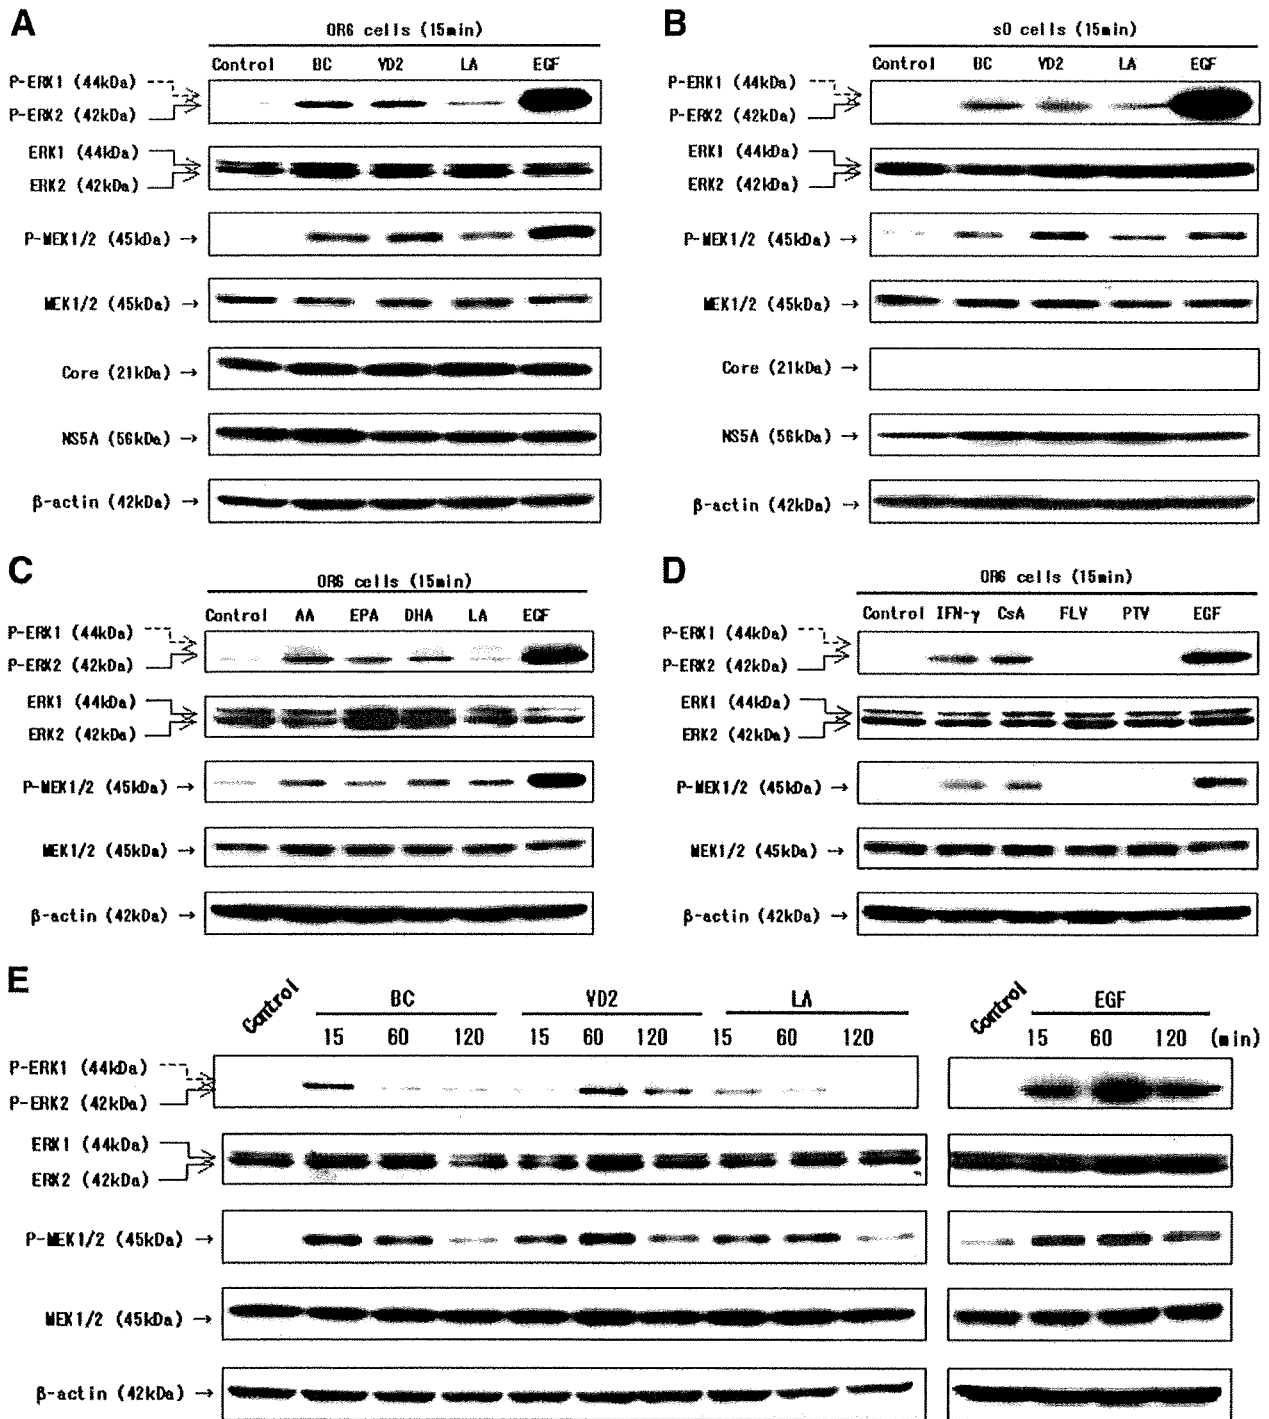 A
OR6 cells (15min)
Control BC VD2 LA EGF
P-ERK1 (44kDa)
P-ERK2 (42kDa)
ERK1 (44kDa)
ERK2 (42kDa)
P-MEK1/2 (45kDa) →
MEK1/2 (45kDa) →
Core (21kDa) →
NS5A (56kDa) →
β-actin (42kDa) →
B
sO cells (15min)
Control BC VD2 LA EGF
P-ERK1 (44kDa)
P-ERK2 (42kDa)
ERK1 (44kDa)
ERK2 (42kDa)
P-MEK1/2 (45kDa) →
MEK1/2 (45kDa) →
Core (21kDa) →
NS5A (56kDa) →
β-actin (42kDa) →
C
OR6 cells (15min)
Control AA EPA DHA LA EGF
P-ERK1 (44kDa)
P-ERK2 (42kDa)
ERK1 (44kDa)
ERK2 (42kDa)
P-MEK1/2 (45kDa) →
MEK1/2 (45kDa) →
β-actin (42kDa) →
D
OR6 cells (15min)
Control IFN-γ CsA FLV PTV EGF
P-ERK1 (44kDa)
P-ERK2 (42kDa)
ERK1 (44kDa)
ERK2 (42kDa)
P-MEK1/2 (45kDa) →
MEK1/2 (45kDa) →
β-actin (42kDa) →
E
Control BC VD2 LA Control EGF
15 60 120 15 60 120 15 60 120 15 60 120 (min)
P-ERK1 (44kDa)
P-ERK2 (42kDa)
ERK1 (44kDa)
ERK2 (42kDa)
P-MEK1/2 (45kDa) →
MEK1/2 (45kDa) →
β-actin (42kDa) →